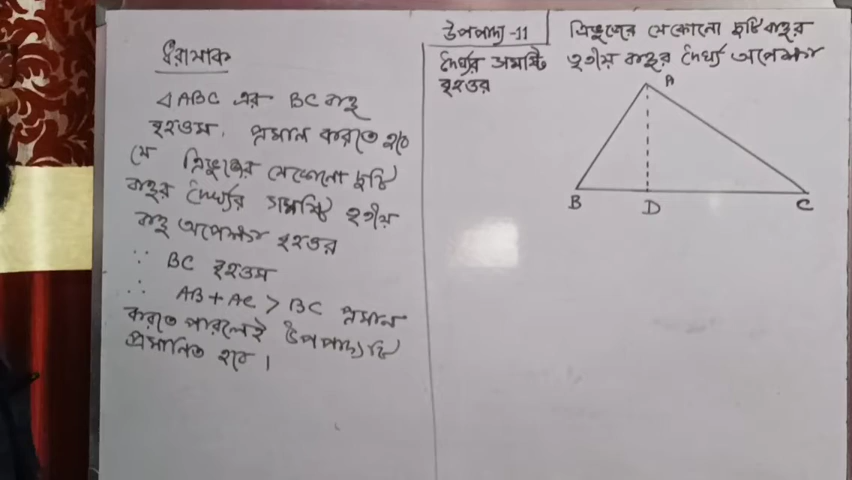 ধরাযাক
△ABC এর BC বাহু
বৃহত্তম. প্রমান করতে হবে
যে ত্রিভুজের যেকোনো দুটি
বাহুর দৈর্ঘ্যের সমষ্টি তৃতীয়
বাহু অপেক্ষা বৃহত্তর
∵ BC বৃহত্তম
∴ AB+AC > BC প্রমান
করতে পারলেই উপপাদ্যটি
প্রমানিত হবে।
উপপাদ্য -11 ত্রিভুজের যেকোনো দুটি বাহুর
দৈর্ঘ্যের সমষ্টি তৃতীয় বাহুর দৈর্ঘ্য অপেক্ষা
বৃহত্তর
A
B D C